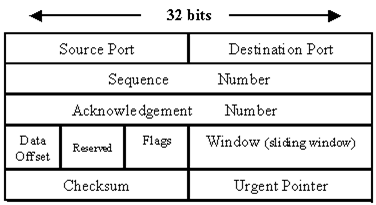 32 bits
Source Port Destination Port
Sequence Number
Acknowledgement Number
Data Offset Reserved Flags Window (sliding window)
Checksum Urgent Pointer